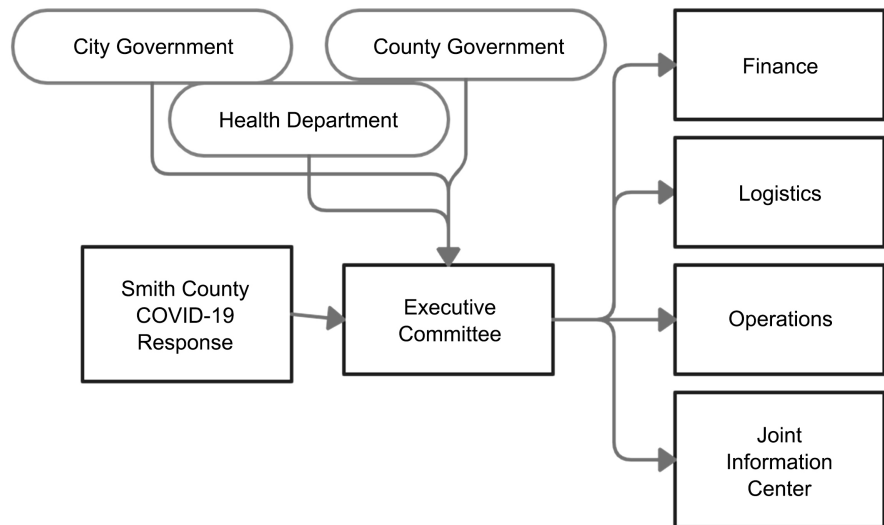 City Government
County Government
Health Department
Smith County
COVID-19
Response
Executive
Committee
Finance
Logistics
Operations
Joint
Information
Center